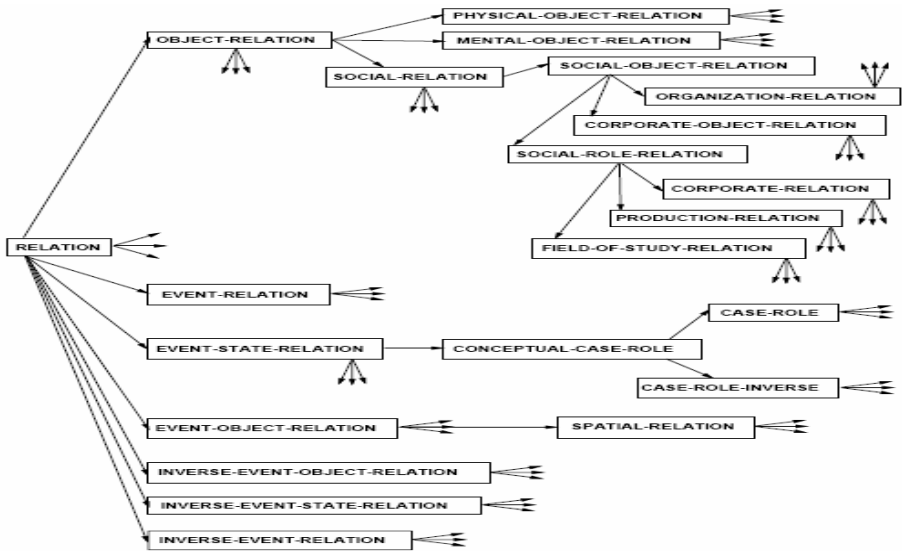 PHYSICAL-OBJECT-RELATION
OBJECT-RELATION
MENTAL-OBJECT-RELATION
SOCIAL-RELATION
SOCIAL-OBJECT-RELATION
ORGANIZATION-RELATION
CORPORATE-OBJECT-RELATION
SOCIAL-ROLE-RELATION
CORPORATE-RELATION
PRODUCTION-RELATION
RELATION
FIELD-OF-STUDY-RELATION
EVENT-RELATION
CASE-ROLE
EVENT-STATE-RELATION
CONCEPTUAL-CASE-ROLE
CASE-ROLE-INVERSE
EVENT-OBJECT-RELATION
SPATIAL-RELATION
INVERSE-EVENT-OBJECT-RELATION
INVERSE-EVENT-STATE-RELATION
INVERSE-EVENT-RELATION